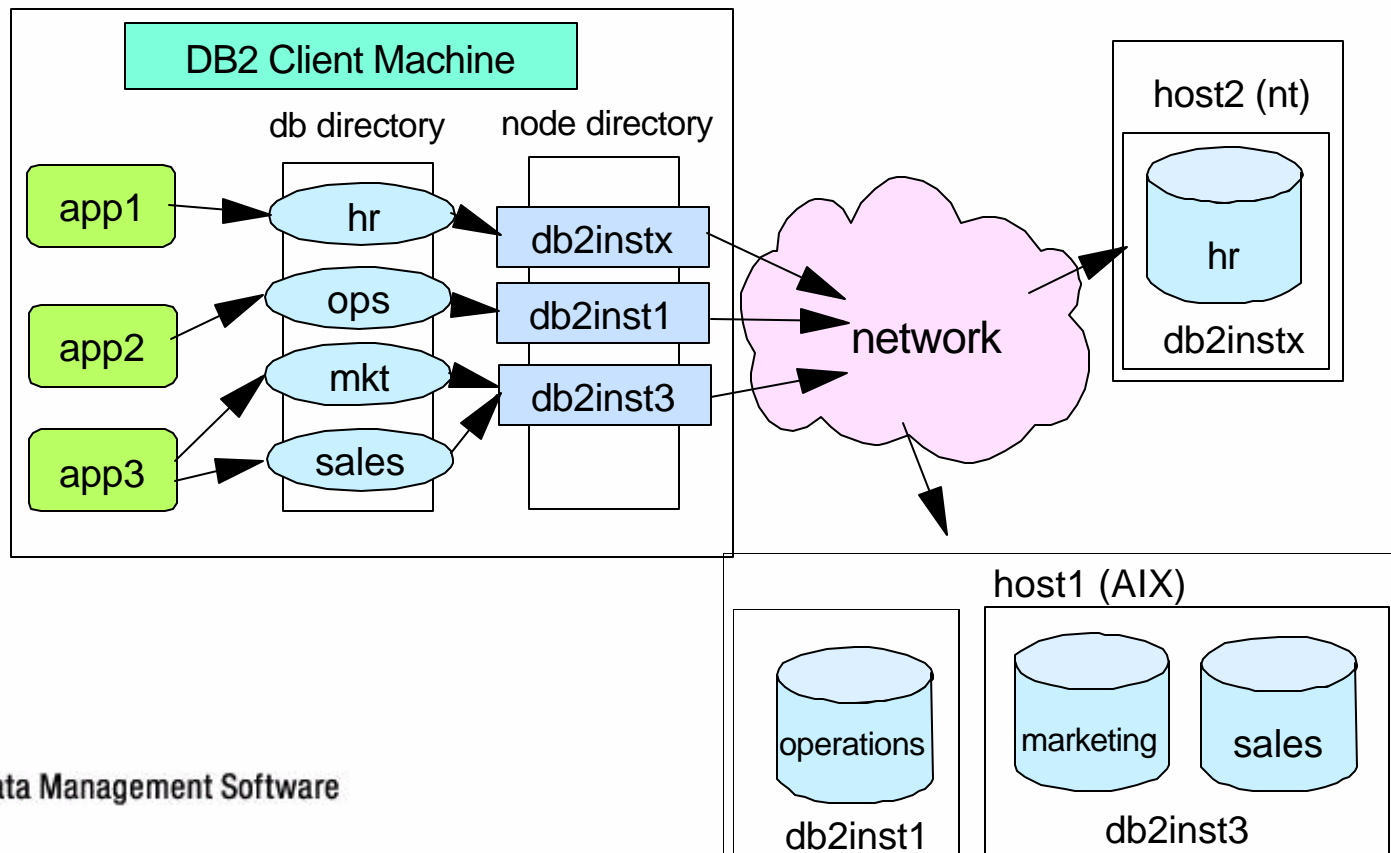 DB2 Client Machine
db directory
node directory
app1
hr
db2instx
app2
ops
db2inst1
mkt
db2inst3
app3
sales
network
host2 (nt)
hr
db2instx
host1 (AIX)
operations
marketing
sales
db2inst1
db2inst3
ata Management Software